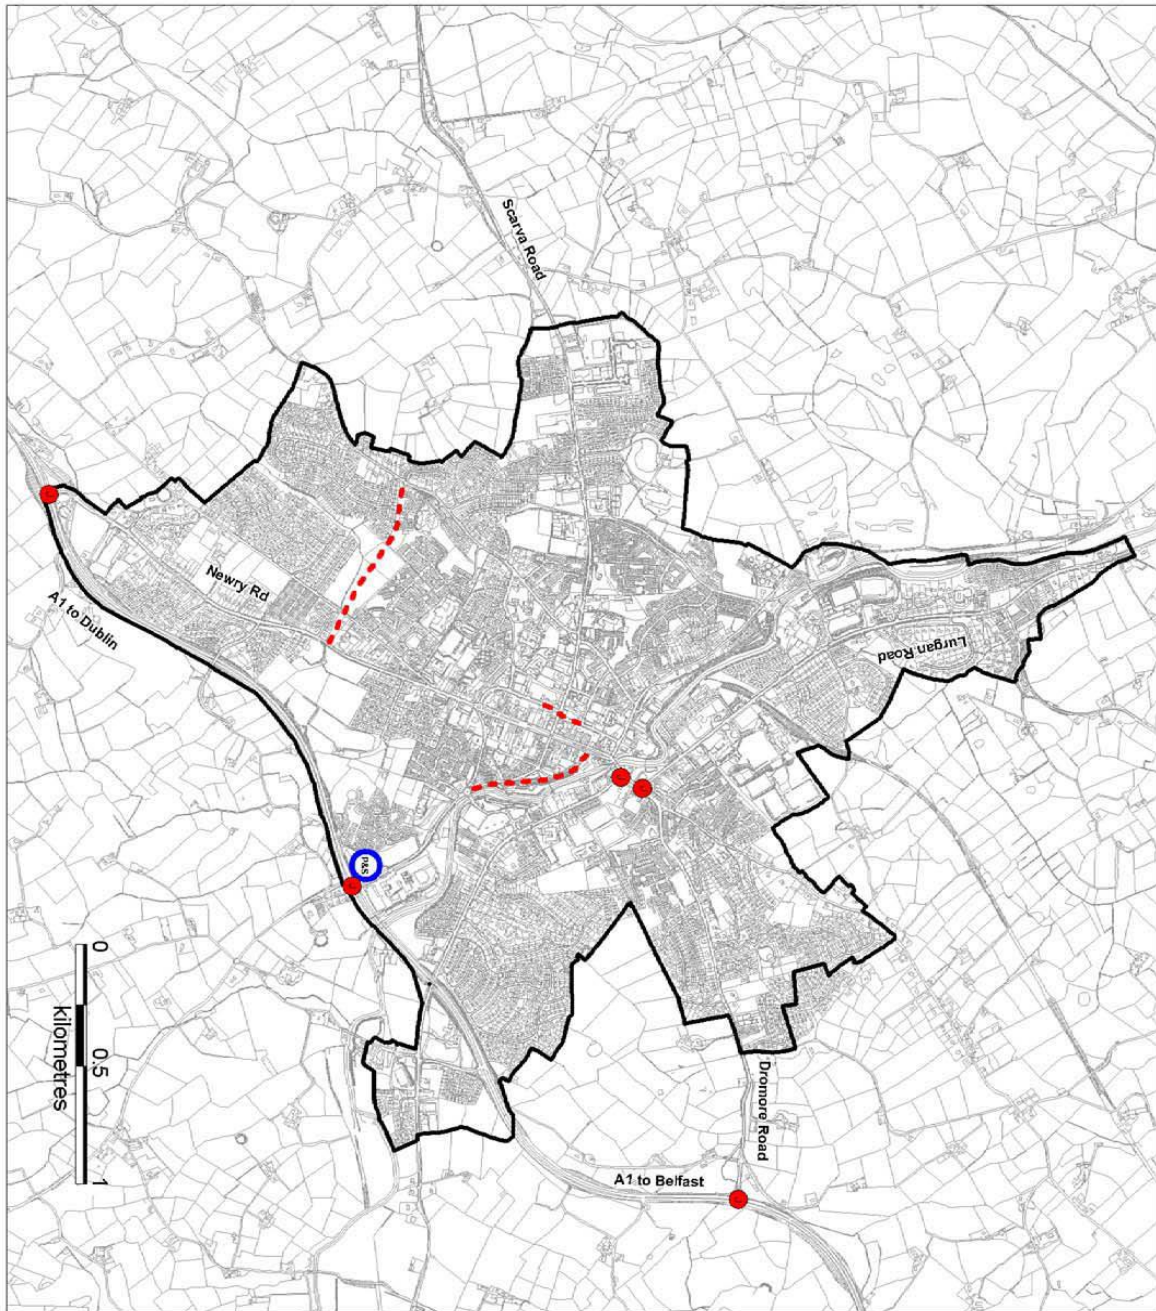 Scarva Road
Lurgan Road
Newry Rd
A1 to Dublin
P&S
0
0.5
1
kilometres
Dromore Road
A1 to Belfast